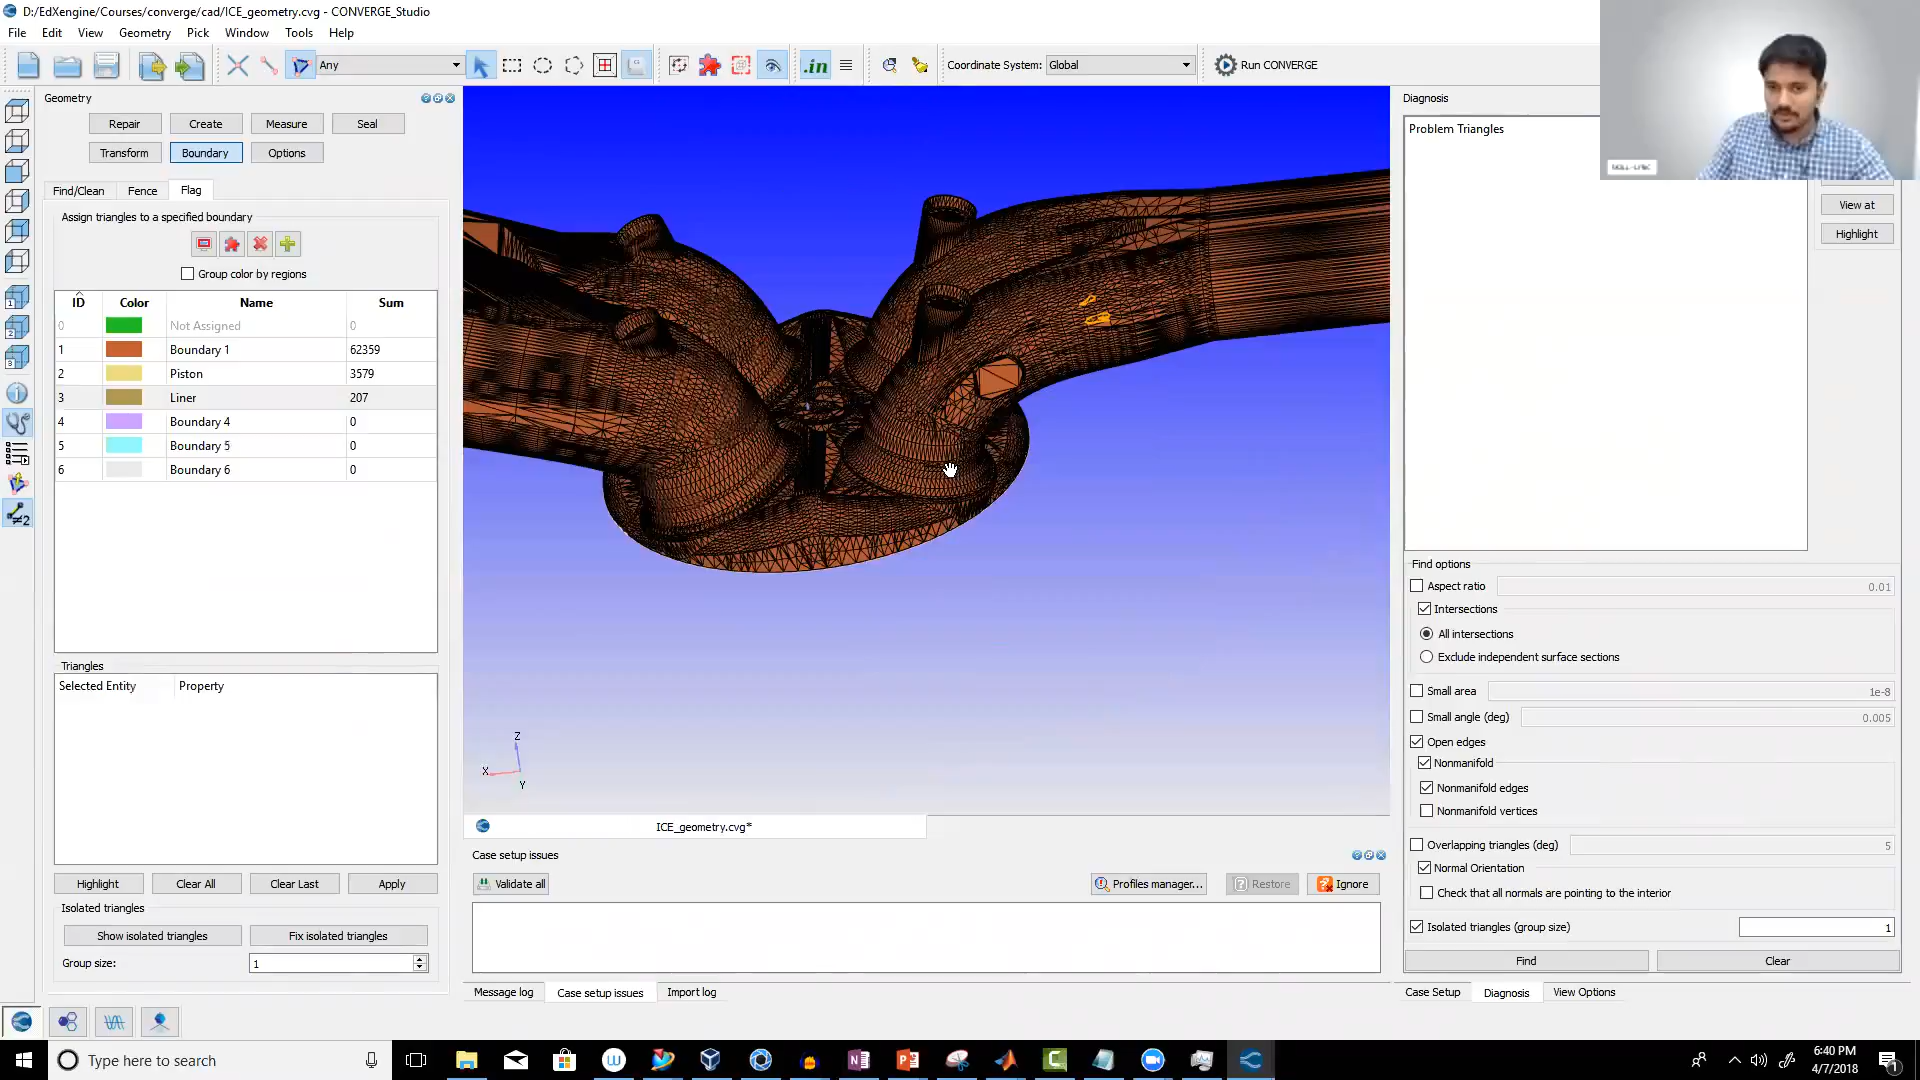 D:/EdXengine/Courses/converge/cad/ICE_geometry.cvg - CONVERGE_Studio
File Edit View Geometry Pick Window Tools Help
Any
.in
Coordinate System: Global
Run CONVERGE
Geometry
Repair Create Measure Seal
Transform Boundary Options
Find/Clean Fence Flag
Assign triangles to a specified boundary
Group color by regions
ID Color Name Sum
0 Not Assigned 0
1 Boundary 1 62359
2 Piston 3579
3 Liner 207
4 Boundary 4 0
5 Boundary 5 0
6 Boundary 6 0
Triangles
Selected Entity Property
Highlight Clear All Clear Last Apply
Isolated triangles
Show isolated triangles Fix isolated triangles
Group size: 1
Z
X
Y
ICE_geometry.cvg*
Case setup issues
Validate all Profiles manager... Restore Ignore
Message log Case setup issues Import log
Diagnosis
Problem Triangles
View at
Highlight
Find options
Aspect ratio 0.01
Intersections
All intersections
Exclude independent surface sections
Small area 1e-8
Small angle (deg) 0.005
Open edges
Nonmanifold
Nonmanifold edges
Nonmanifold vertices
Overlapping triangles (deg) 5
Normal Orientation
Check that all normals are pointing to the interior
Isolated triangles (group size) 1
Find Clear
Case Setup Diagnosis View Options
Type here to search
6:40 PM
4/7/2018